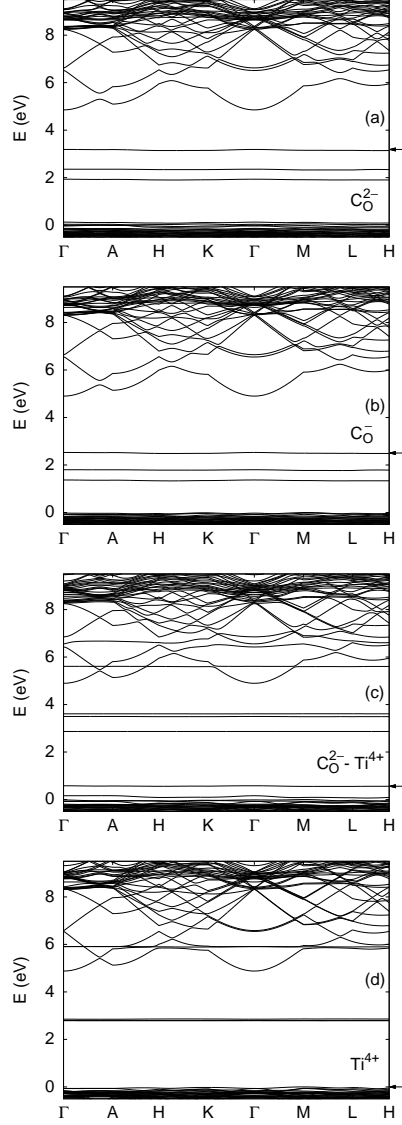 8
6
4
2
0
E (eV)
(a)
C_O^{2−}
Γ A H K Γ M L H
8
6
4
2
0
E (eV)
(b)
C_O^{−}
Γ A H K Γ M L H
8
6
4
2
0
E (eV)
(c)
C_O^{2−} - Ti^{4+}
Γ A H K Γ M L H
8
6
4
2
0
E (eV)
(d)
Ti^{4+}
Γ A H K Γ M L H